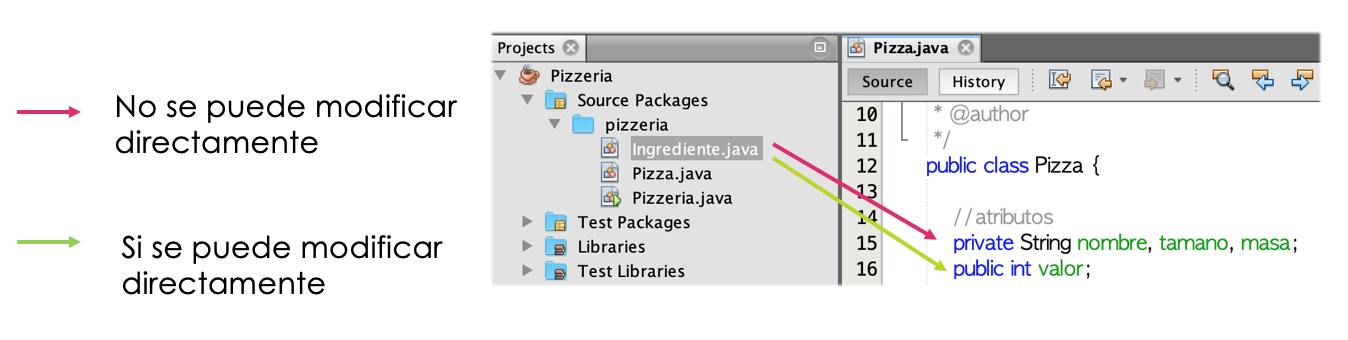 No se puede modificar
directamente
Si se puede modificar
directamente
Projects
Pizzeria
Source Packages
pizzeria
Ingrediente.java
Pizza.java
Pizzeria.java
Test Packages
Libraries
Test Libraries
Pizza.java
Source History
10 * @author
11 */
12 public class Pizza {
13
14 //atributos
15 private String nombre, tamano, masa;
16 public int valor;